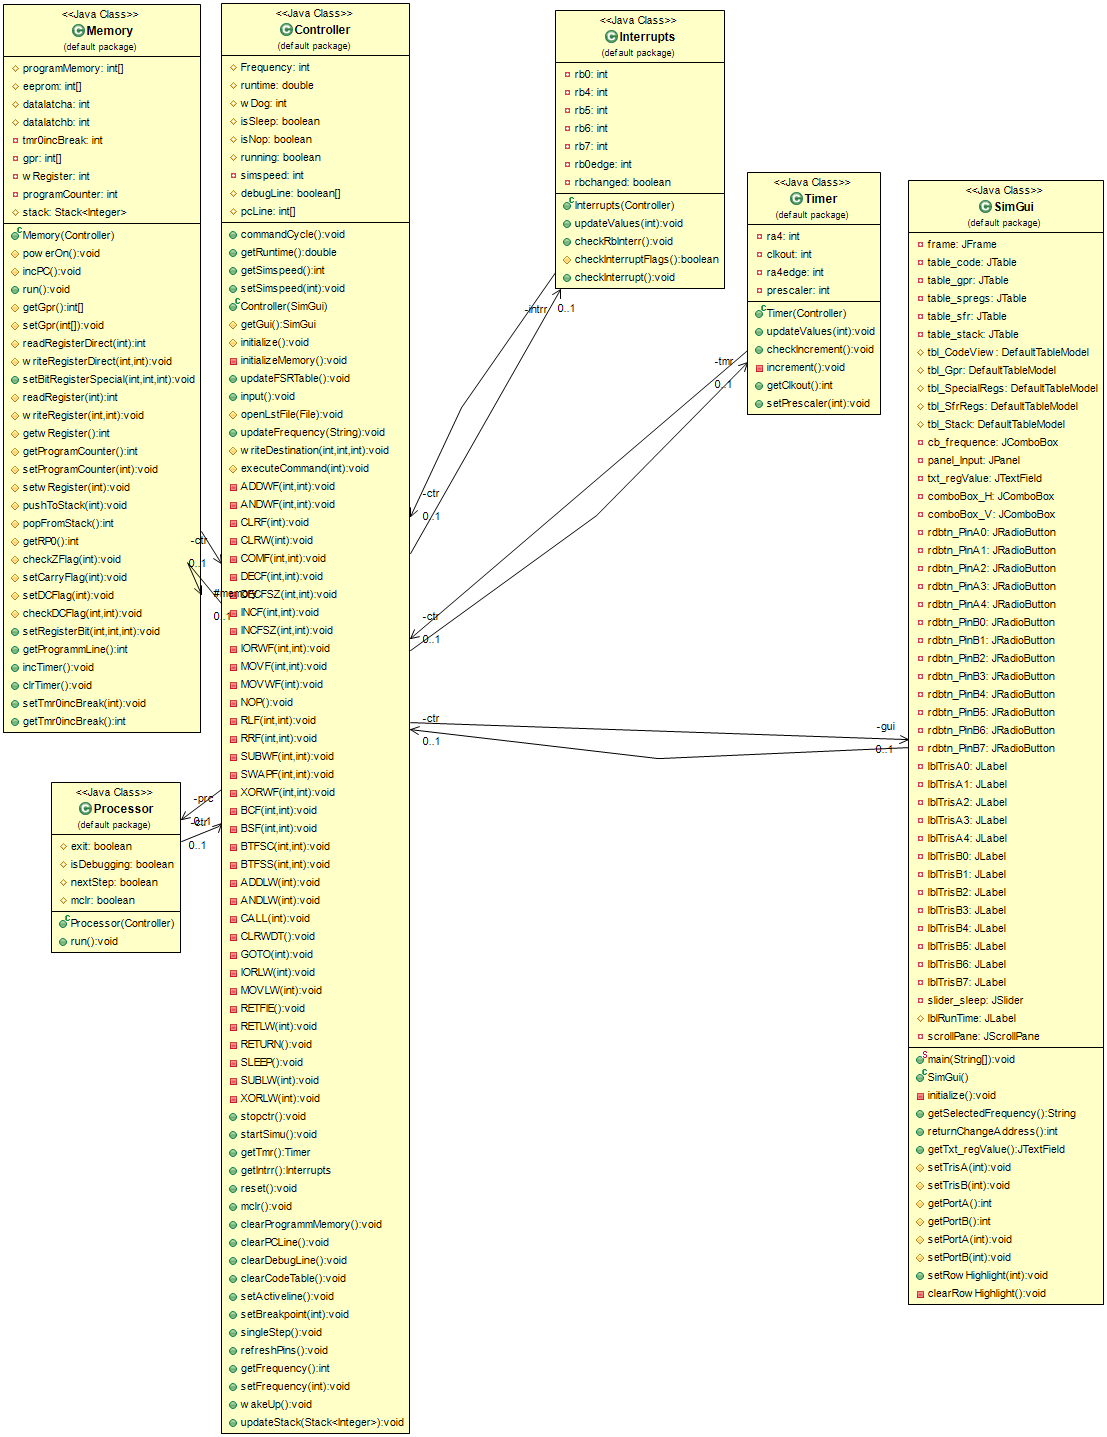 <<Java Class>>
Memory
(default package)
programMemory: int[]
eeprom: int[]
datalatcha: int
datalatchb: int
tmr0incBreak: int
gpr: int[]
wRegister: int
programCounter: int
stack: Stack<Integer>
Memory(Controller)
powerOn():void
incPC():void
run():void
getGpr():int[]
setGpr(int[]):void
readRegisterDirect(int):int
writeRegisterDirect(int,int):void
setBitRegisterSpecial(int,int,int):void
readRegister(int):int
writeRegister(int,int):void
getwRegister():int
getProgramCounter():int
setProgramCounter(int):void
setwRegister(int):void
pushToStack(int):void
popFromStack():int
getRP0():int
checkZFlag(int):void
setCarryFlag(int):void
setDCFlag(int):void
checkDCFlag(int,int):void
setRegisterBit(int,int,int):void
getProgrammLine():int
incTimer():void
clrTimer():void
setTmr0incBreak(int):void
getTmr0incBreak():int
<<Java Class>>
Processor
(default package)
exit: boolean
isDebugging: boolean
nextStep: boolean
mclr: boolean
Processor(Controller)
run():void
-ctr
0..1
#memory
0..1
-prc
0..1
-ctr
0..1
<<Java Class>>
Controller
(default package)
Frequency: int
runtime: double
wDog: int
isSleep: boolean
isNop: boolean
running: boolean
simspeed: int
debugLine: boolean[]
pcLine: int[]
commandCycle():void
getRuntime():double
getSimspeed():int
setSimspeed(int):void
Controller(SimGui)
getGui():SimGui
initialize():void
initializeMemory():void
updateFSRTable():void
input():void
openLstFile(File):void
updateFrequency(String):void
writeDestination(int,int,int):void
executeCommand(int):void
ADDWF(int,int):void
ANDWF(int,int):void
CLRF(int):void
CLRW(int):void
COMF(int,int):void
DECF(int,int):void
DECFSZ(int,int):void
INCF(int,int):void
INCFSZ(int,int):void
IORWF(int,int):void
MOVF(int,int):void
MOVWF(int):void
NOP():void
RLF(int,int):void
RRF(int,int):void
SUBWF(int,int):void
SWAPF(int,int):void
XORWF(int,int):void
BCF(int,int):void
BSF(int,int):void
BTFSC(int,int):void
BTFSS(int,int):void
ADDLW(int):void
ANDLW(int):void
CALL(int):void
CLRWDT():void
GOTO(int):void
IORLW(int):void
MOVLW(int):void
RETFIE():void
RETLW(int):void
RETURN():void
SLEEP():void
SUBLW(int):void
XORLW(int):void
stopctr():void
startSimu():void
getTmr():Timer
getIntrr():Interrupts
reset():void
mclr():void
clearProgrammMemory():void
clearPCLine():void
clearDebugLine():void
clearCodeTable():void
setActiveline():void
setBreakpoint(int):void
singleStep():void
refreshPins():void
getFrequency():int
setFrequency(int):void
wakeUp():void
updateStack(Stack<Integer>):void
-ctr
0..1
-ctr
0..1
-ctr
0..1
<<Java Class>>
Interrupts
(default package)
rb0: int
rb4: int
rb5: int
rb6: int
rb7: int
rb0edge: int
rbchanged: boolean
Interrupts(Controller)
updateValues(int):void
checkRbInterr():void
checkInterruptFlags():boolean
checkInterrupt():void
-intrr
0..1
<<Java Class>>
Timer
(default package)
ra4: int
clkout: int
ra4edge: int
prescaler: int
Timer(Controller)
updateValues(int):void
checkIncrement():void
increment():void
getClkout():int
setPrescaler(int):void
-tmr
0..1
-gui
0..1
<<Java Class>>
SimGui
(default package)
frame: JFrame
table_code: JTable
table_gpr: JTable
table_spregs: JTable
table_sfr: JTable
table_stack: JTable
tbl_CodeView: DefaultTableModel
tbl_Gpr: DefaultTableModel
tbl_SpecialRegs: DefaultTableModel
tbl_SfrRegs: DefaultTableModel
tbl_Stack: DefaultTableModel
cb_frequence: JComboBox
panel_Input: JPanel
txt_regValue: JTextField
comboBox_H: JComboBox
comboBox_V: JComboBox
rdbtn_PinA0: JRadioButton
rdbtn_PinA1: JRadioButton
rdbtn_PinA2: JRadioButton
rdbtn_PinA3: JRadioButton
rdbtn_PinA4: JRadioButton
rdbtn_PinB0: JRadioButton
rdbtn_PinB1: JRadioButton
rdbtn_PinB2: JRadioButton
rdbtn_PinB3: JRadioButton
rdbtn_PinB4: JRadioButton
rdbtn_PinB5: JRadioButton
rdbtn_PinB6: JRadioButton
rdbtn_PinB7: JRadioButton
lblTrisA0: JLabel
lblTrisA1: JLabel
lblTrisA2: JLabel
lblTrisA3: JLabel
lblTrisA4: JLabel
lblTrisB0: JLabel
lblTrisB1: JLabel
lblTrisB2: JLabel
lblTrisB3: JLabel
lblTrisB4: JLabel
lblTrisB5: JLabel
lblTrisB6: JLabel
lblTrisB7: JLabel
slider_sleep: JSlider
lblRunTime: JLabel
scrollPane: JScrollPane
main(String[]):void
SimGui()
initialize():void
getSelectedFrequency():String
returnChangeAddress():int
getTxt_regValue():JTextField
setTrisA(int):void
setTrisB(int):void
getPortA():int
getPortB():int
setPortA(int):void
setPortB(int):void
setRowHighlight(int):void
clearRowHighlight():void